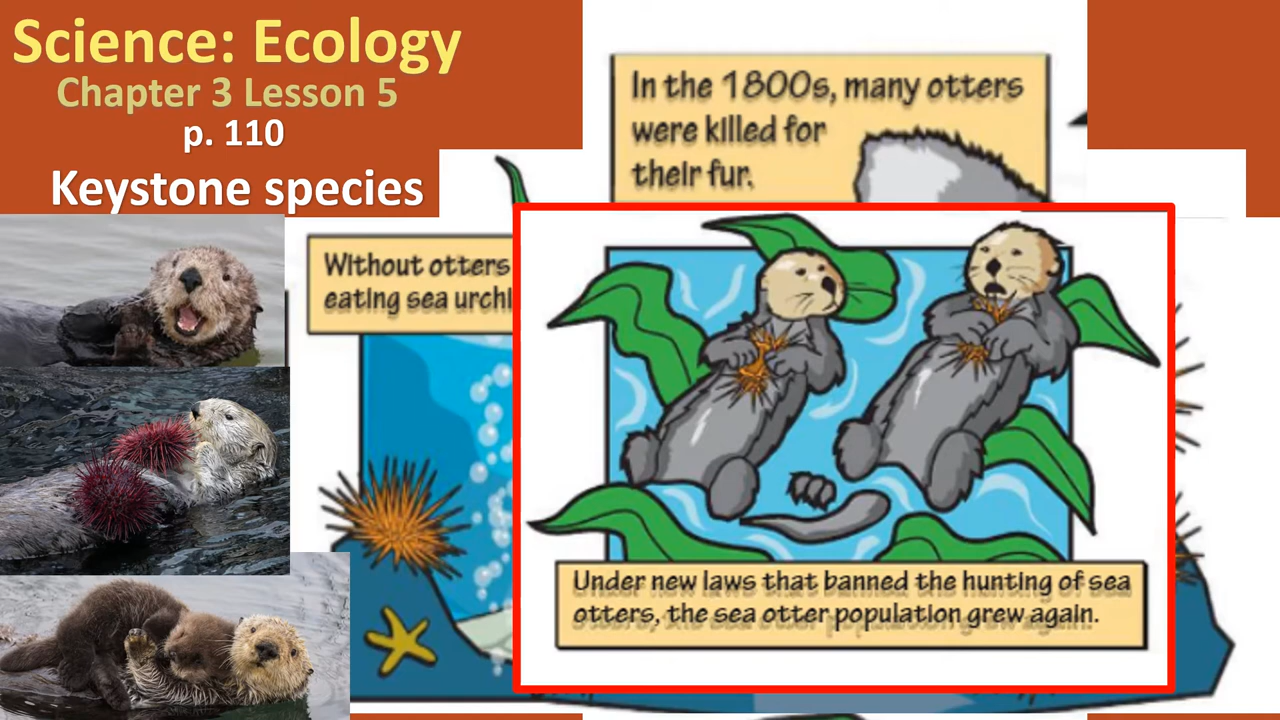 Science: Ecology
Chapter 3 Lesson 5
p. 110
Keystone species
In the 1800s, many otters
were killed for
their fur.
Without otters
eating sea urchi
Under new laws that banned the hunting of sea
otters, the sea otter population grew again.